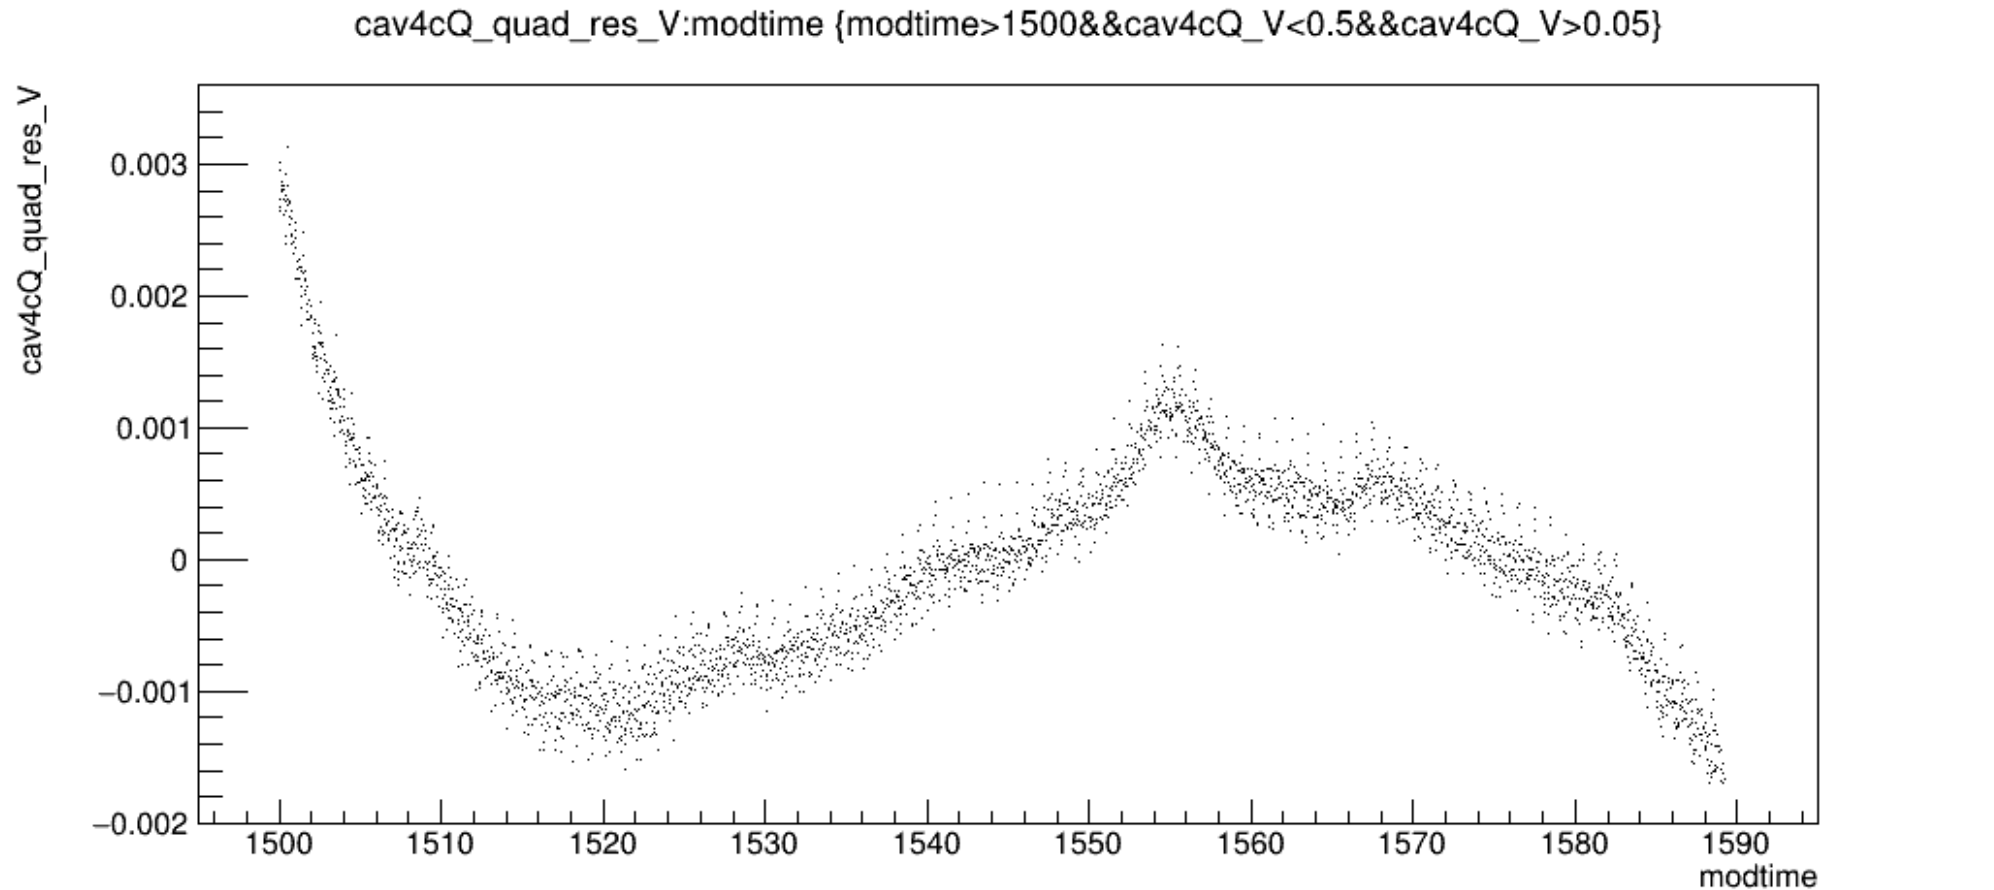 cav4cQ_quad_res_V:modtime {modtime>1500&&cav4cQ_V<0.5&&cav4cQ_V>0.05}
cav4cQ_quad_res_V
0.003
0.002
0.001
0
−0.001
−0.002
1500 1510 1520 1530 1540 1550 1560 1570 1580 1590
modtime